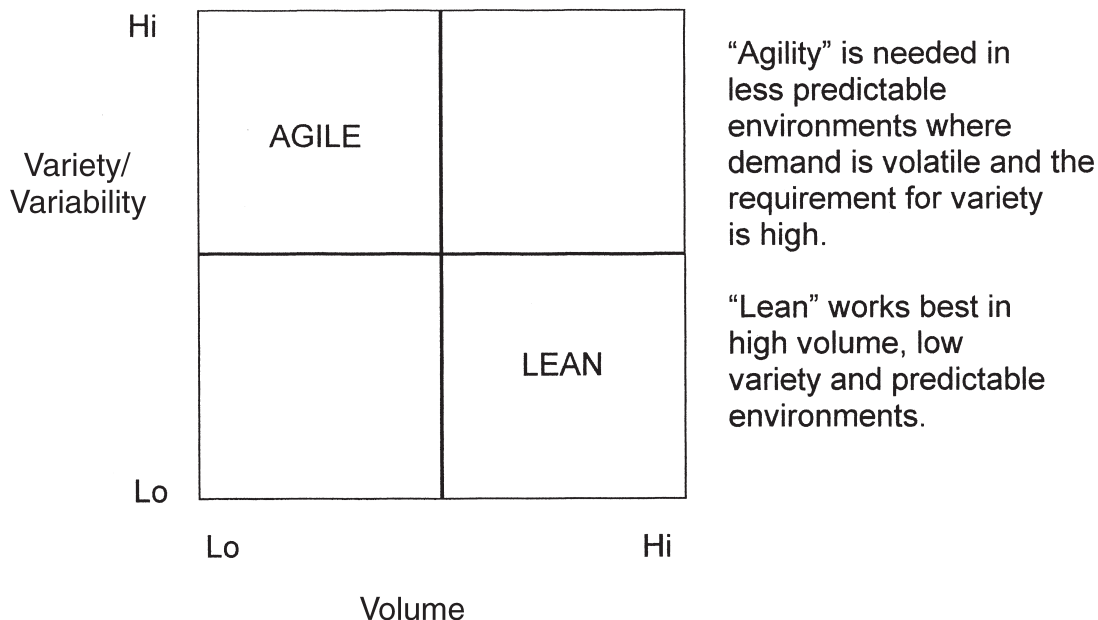 Hi
AGILE
Variety/
Variability
LEAN
Lo
Lo
Hi
Volume
“Agility” is needed in
less predictable
environments where
demand is volatile and the
requirement for variety
is high.
“Lean” works best in
high volume, low
variety and predictable
environments.